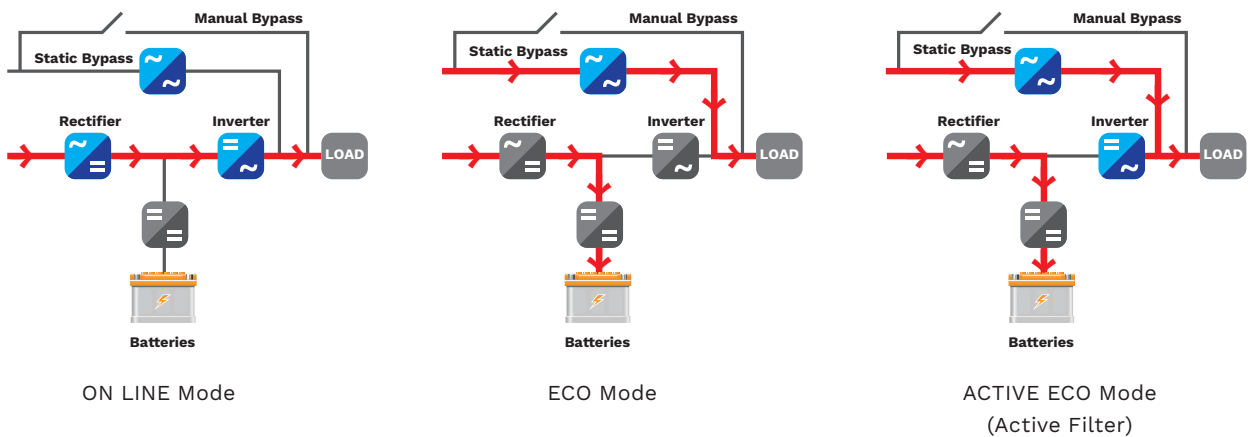 Manual Bypass
Static Bypass
Rectifier
Inverter
LOAD
Batteries
ON LINE Mode
Manual Bypass
Static Bypass
Rectifier
Inverter
LOAD
Batteries
ECO Mode
Manual Bypass
Static Bypass
Rectifier
Inverter
LOAD
Batteries
ACTIVE ECO Mode
(Active Filter)